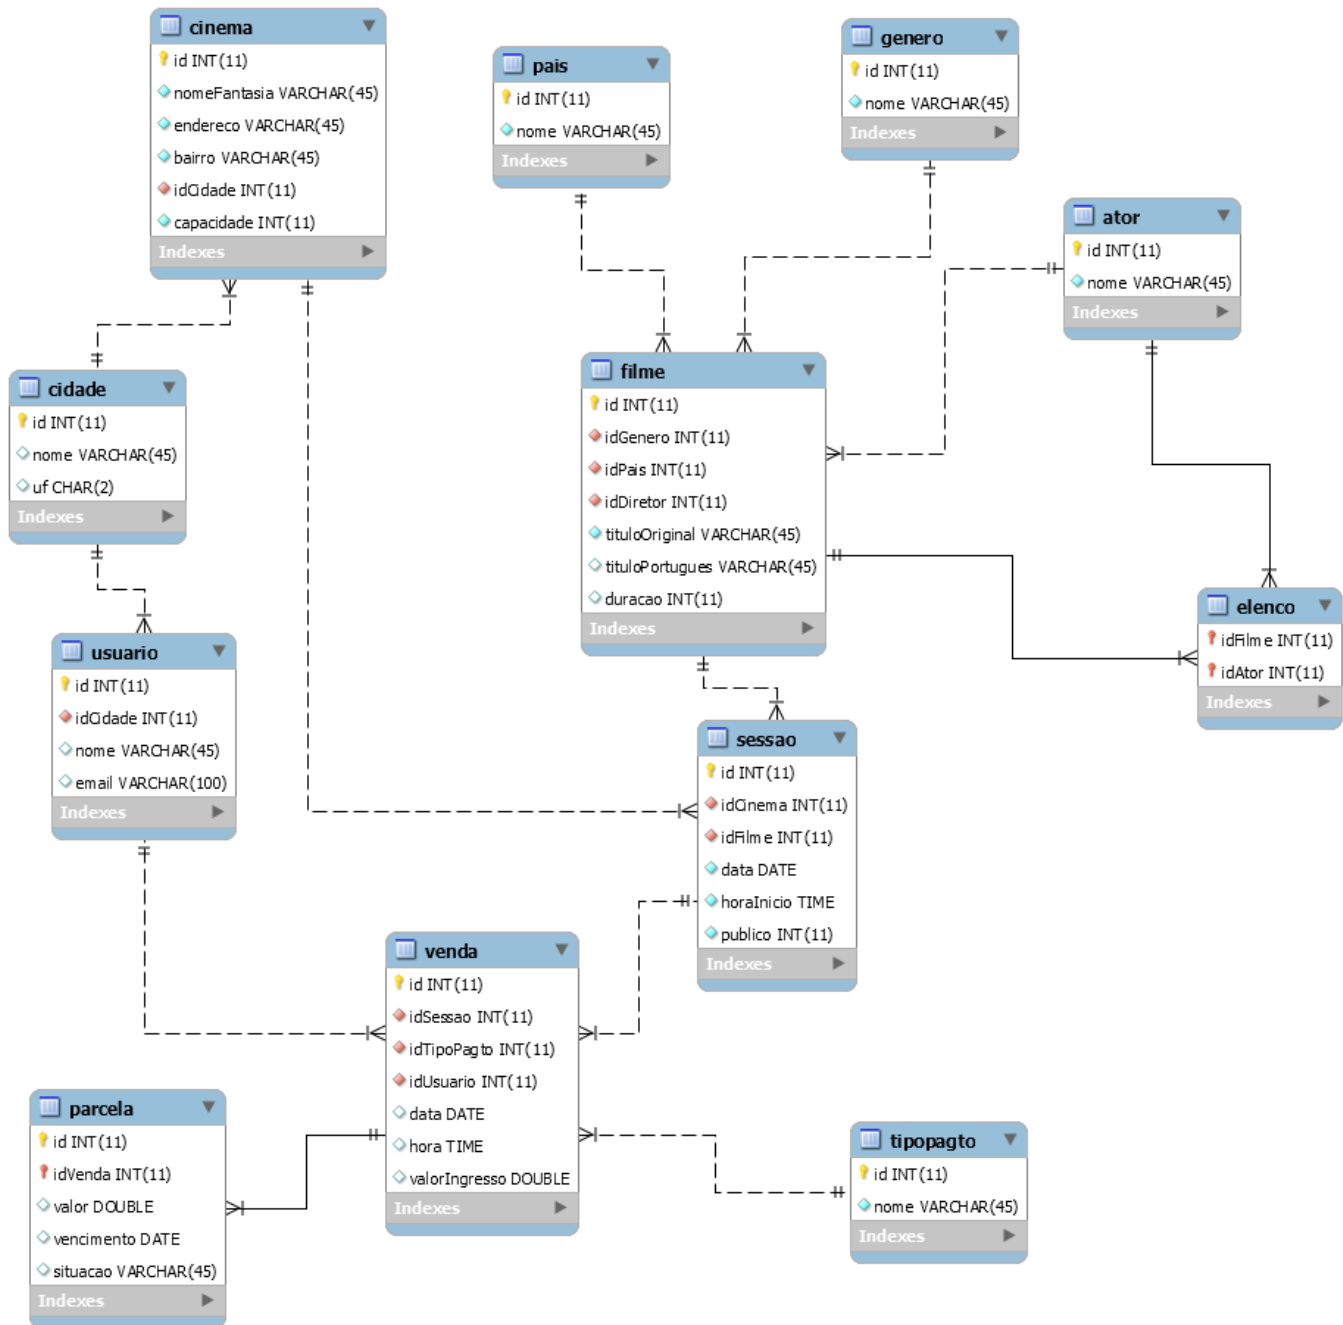 cinema
id INT(11)
nomeFantasia VARCHAR(45)
endereco VARCHAR(45)
bairro VARCHAR(45)
idCidade INT(11)
capacidade INT(11)
Indexes
pais
id INT(11)
nome VARCHAR(45)
Indexes
genero
id INT(11)
nome VARCHAR(45)
Indexes
ator
id INT(11)
nome VARCHAR(45)
Indexes
cidade
id INT(11)
nome VARCHAR(45)
uf CHAR(2)
Indexes
filme
id INT(11)
idGenero INT(11)
idPais INT(11)
idDiretor INT(11)
tituloOriginal VARCHAR(45)
tituloPortugues VARCHAR(45)
duracao INT(11)
Indexes
elenco
idFilme INT(11)
idAtor INT(11)
Indexes
usuario
id INT(11)
idCidade INT(11)
nome VARCHAR(45)
email VARCHAR(100)
Indexes
sessao
id INT(11)
idCinema INT(11)
idFilme INT(11)
data DATE
horaInicio TIME
publico INT(11)
Indexes
venda
id INT(11)
idSessao INT(11)
idTipoPagto INT(11)
idUsuario INT(11)
data DATE
hora TIME
valorIngresso DOUBLE
Indexes
parcela
id INT(11)
idVenda INT(11)
valor DOUBLE
vencimento DATE
situacao VARCHAR(45)
Indexes
tipopagto
id INT(11)
nome VARCHAR(45)
Indexes